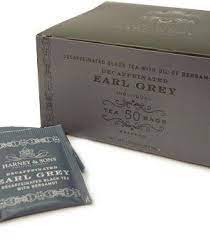 DECAFFEINATED BLACK TEA WITH OIL OF BERGAMOT
DECAFFEINATED
EARL GREY
TEA 50 BAGS
HARNEY & SONS
DECAFFEINATED
EARL GREY
DECAFFEINATED BLACK TEA
WITH BERGAMOT